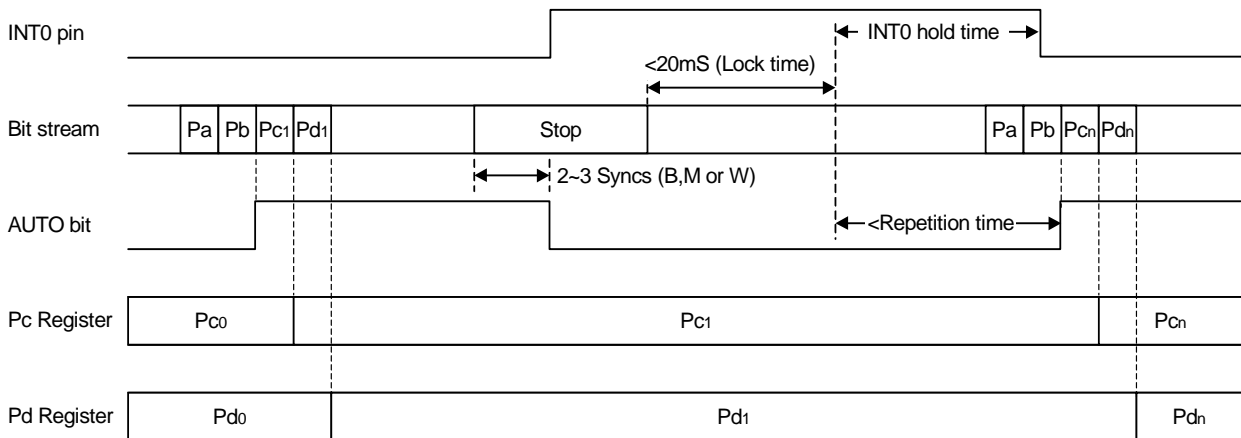 INT0 pin
INT0 hold time
<20mS (Lock time)
Bit stream
Pa Pb Pc1 Pd1 Stop Pa Pb Pcn Pdn
2~3 Syncs (B,M or W)
AUTO bit
<Repetition time
Pc Register Pc0 Pc1 Pcn
Pd Register Pd0 Pd1 Pdn